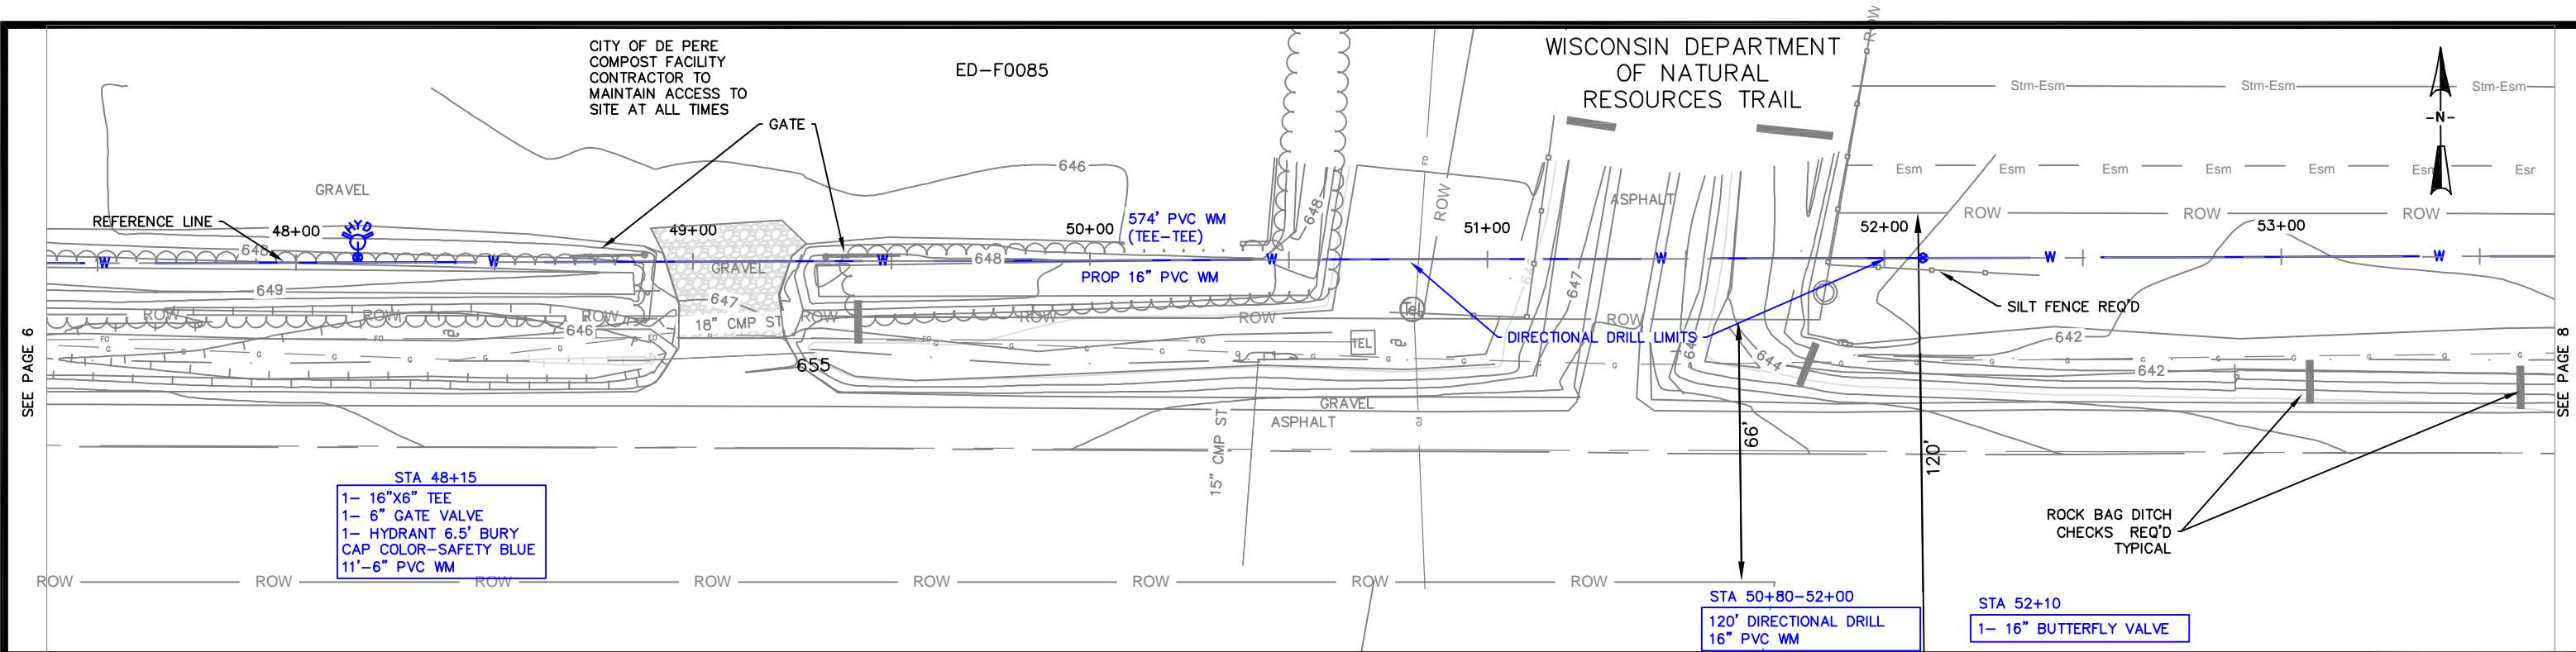 CITY OF DE PERE
COMPOST FACILITY
CONTRACTOR TO
MAINTAIN ACCESS TO
SITE AT ALL TIMES
GATE
ED-F0085
WISCONSIN DEPARTMENT
OF NATURAL
RESOURCES TRAIL
ROW
Stm-Esm Stm-Esm Stm-Esm
-N-
Esm Esm Esm Esm Esm Esm
646
GRAVEL
FO
ROW
ASPHALT
REFERENCE LINE
HYD
48+00
49+00
50+00
574' PVC WM
(TEE-TEE)
648
51+00
52+00
ROW ROW ROW
53+00
648
W W W W W W W
GRAVEL
648
PROP 16" PVC WM
647
649
647
SILT FENCE REQ'D
ROW ROW ROW ROW ROW ROW ROW
646
18" CMP ST
DIRECTIONAL DRILL LIMITS
TEL
642
FO FO FO FO FO
G G G G G G G G G
655
644
642
SEE PAGE 6
SEE PAGE 8
GRAVEL
ASPHALT
15" CMP ST
66'
120'
STA 48+15
1- 16"X6" TEE
1- 6" GATE VALVE
1- HYDRANT 6.5' BURY
CAP COLOR-SAFETY BLUE
11'-6" PVC WM
ROCK BAG DITCH
CHECKS REQ'D
TYPICAL
ROW ROW ROW ROW ROW ROW ROW ROW
STA 50+80-52+00
120' DIRECTIONAL DRILL
16" PVC WM
STA 52+10
1- 16" BUTTERFLY VALVE